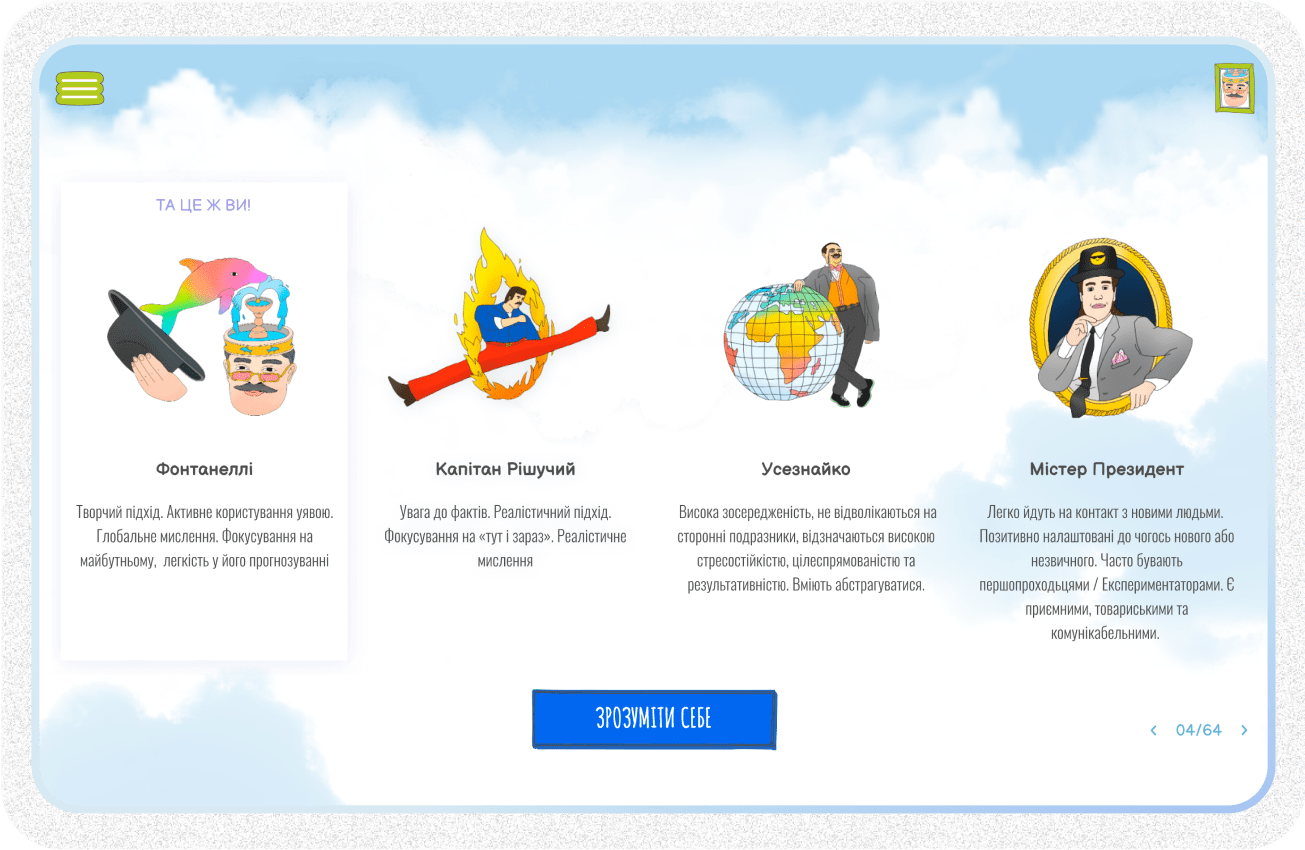 ТА ЦЕ Ж ВИ!
Фонтанеллі
Творчий підхід. Активне користування уявою.
Глобальне мислення. Фокусування на
майбутньому, легкість у його прогнозуванні
Капітан Рішучий
Увага до фактів. Реалістичний підхід.
Фокусування на «тут і зараз». Реалістичне
мислення
Усезнайко
Висока зосередженість, не відволікаються на
сторонні подразники, відзначаються високою
стресостійкістю, цілеспрямованістю та
результативністю. Вміють абстрагуватися.
Містер Президент
Легко йдуть на контакт з новими людьми.
Позитивно налаштовані до чогось нового або
незвичного. Часто бувають
першопроходьцями / Експериментаторами. Є
приємними, товариськими та
комунікабельними.
ЗРОЗУМІТИ СЕБЕ
04/64